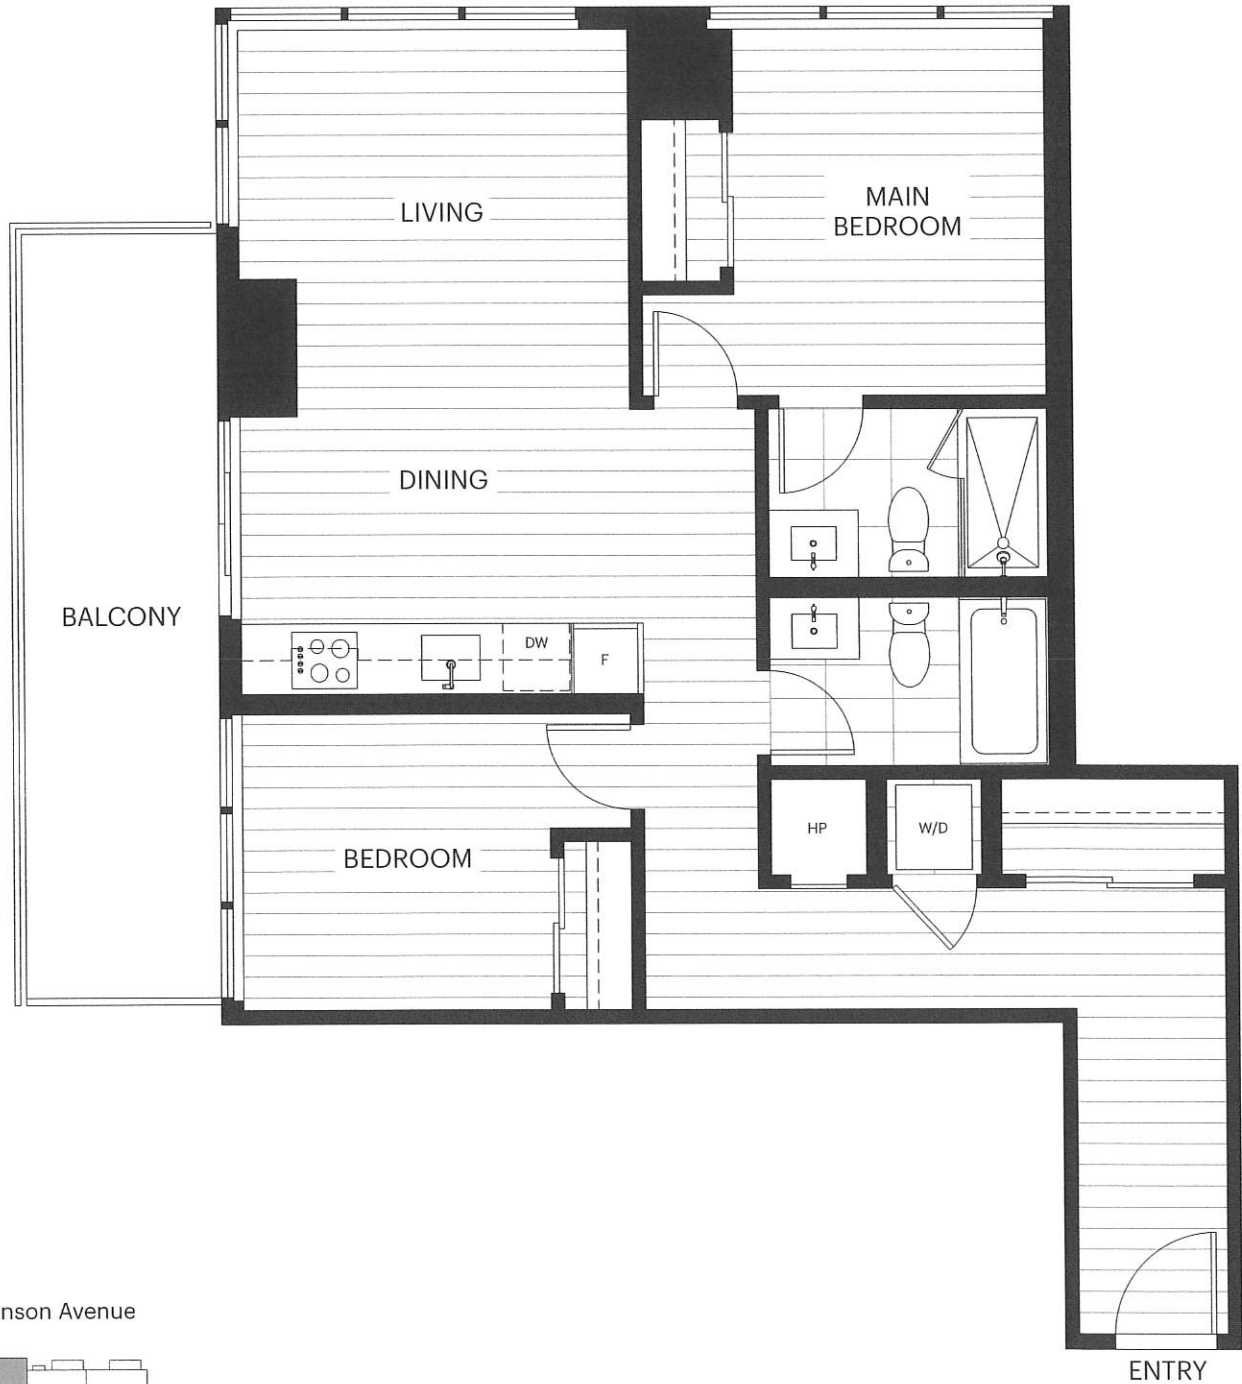 LIVING
MAIN
BEDROOM
DINING
BALCONY
DW
F
HP
W/D
BEDROOM
nson Avenue
ENTRY